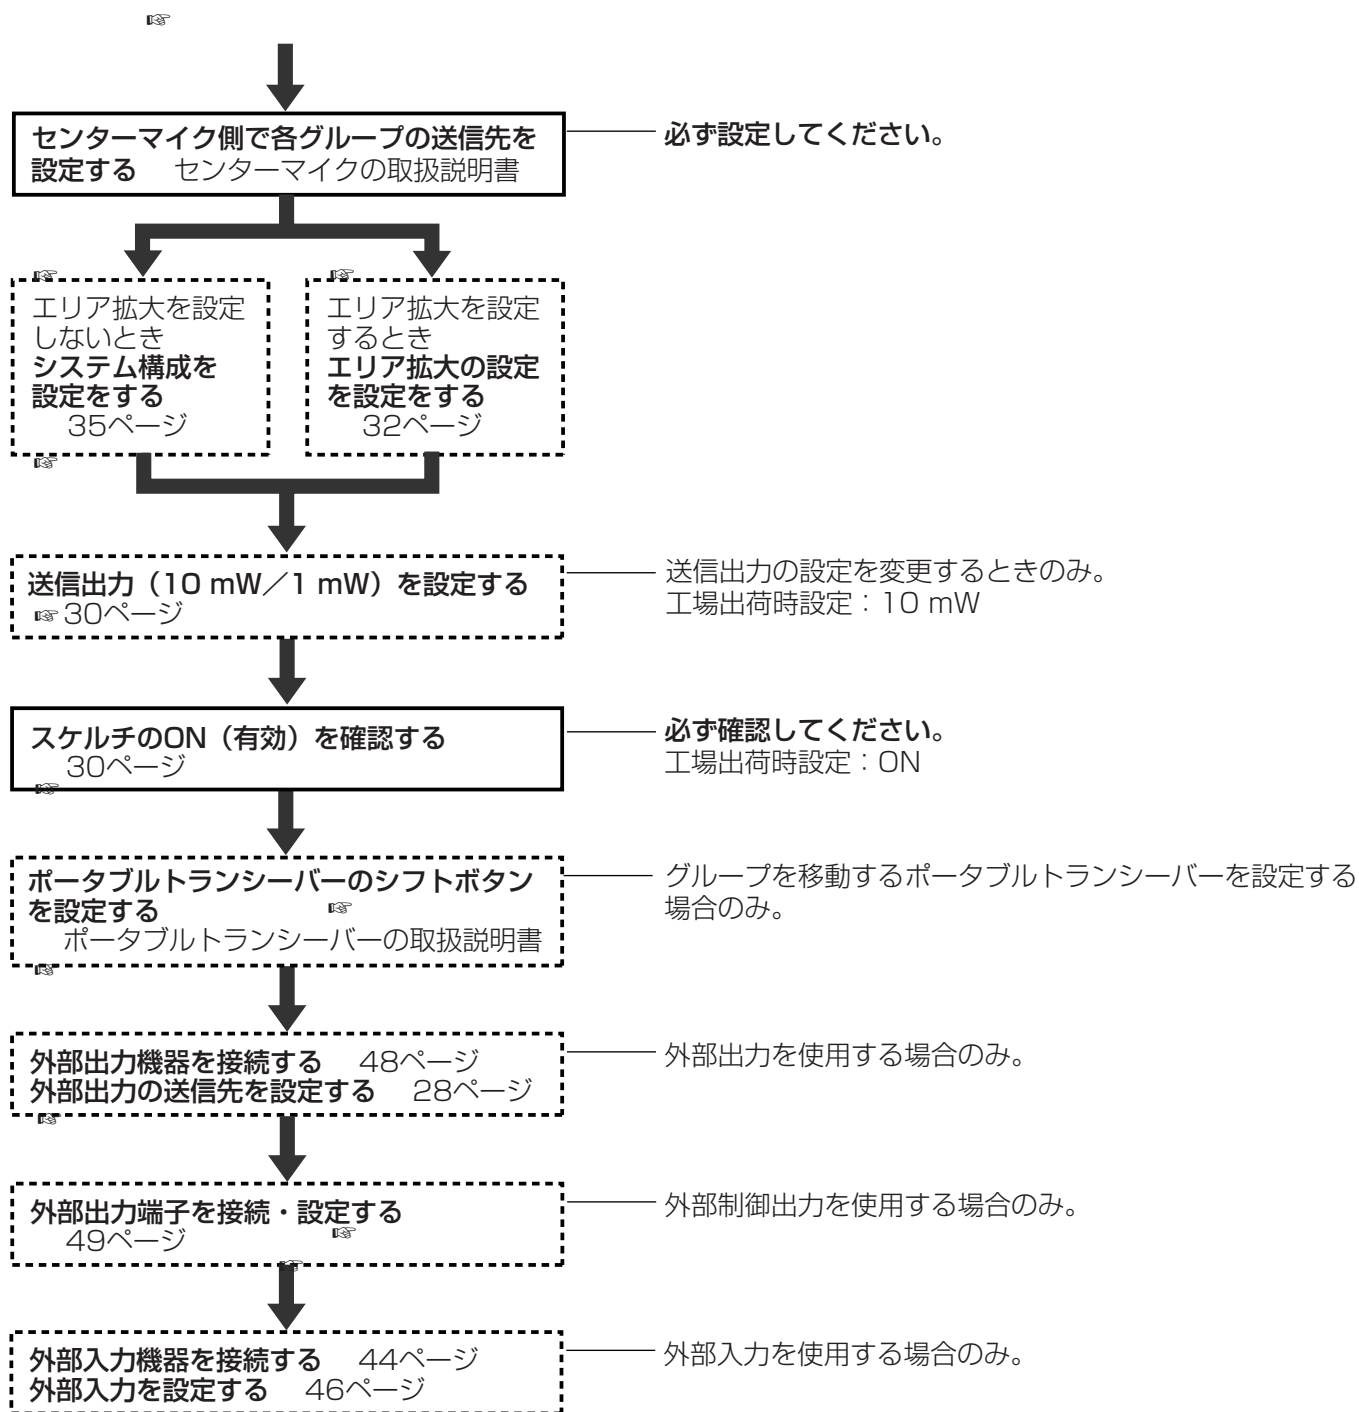 センターマイク側で各グループの送信先を
設定する　センターマイクの取扱説明書
必ず設定してください。
エリア拡大を設定
しないとき
システム構成を
設定をする
35ページ
エリア拡大を設定
するとき
エリア拡大の設定
を設定をする
32ページ
送信出力（10 mW／1 mW）を設定する
☞30ページ
送信出力の設定を変更するときのみ。
工場出荷時設定：10 mW
スケルチのON（有効）を確認する
30ページ
必ず確認してください。
工場出荷時設定：ON
ポータブルトランシーバーのシフトボタン
を設定する
ポータブルトランシーバーの取扱説明書
グループを移動するポータブルトランシーバーを設定する
場合のみ。
外部出力機器を接続する　48ページ
外部出力の送信先を設定する　28ページ
外部出力を使用する場合のみ。
外部出力端子を接続・設定する
49ページ
外部制御出力を使用する場合のみ。
外部入力機器を接続する　44ページ
外部入力を設定する　46ページ
外部入力を使用する場合のみ。